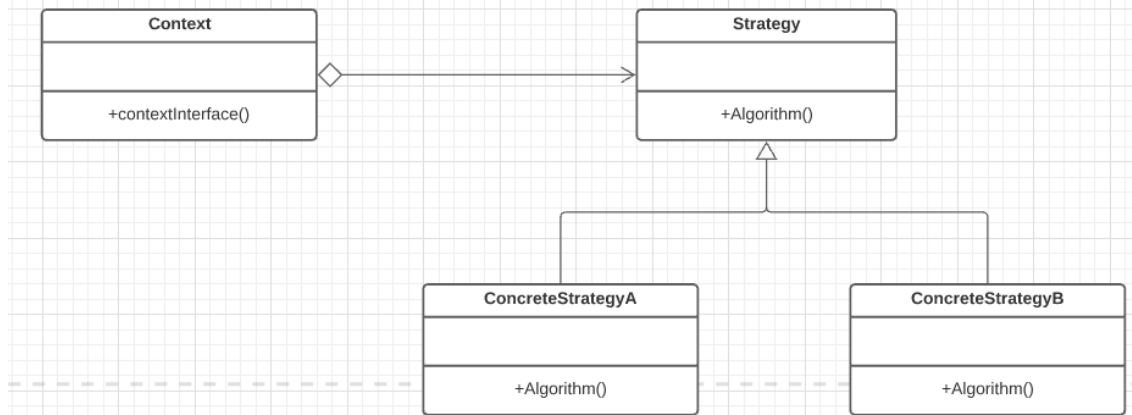 Context
+contextInterface()
Strategy
+Algorithm()
ConcreteStrategyA
+Algorithm()
ConcreteStrategyB
+Algorithm()